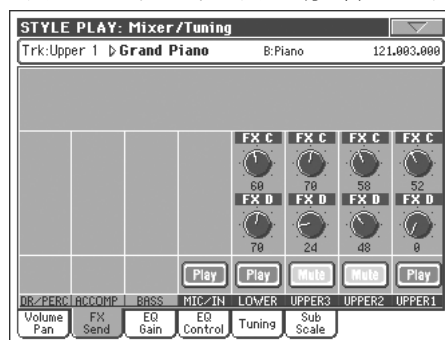 STYLE PLAY: Mixer/Tuning
Trk:Upper 1 Grand Piano B:Piano 121.003.000
FX C FX C FX C FX C
60 70 58 52
FX D FX D FX D FX D
70 24 48 0
Play Play Mute Mute Play
DR/PERC ACCOMP BASS MIC/IN LOWER UPPER3 UPPER2 UPPER1
Volume Pan FX Send EQ Gain EQ Control Tuning Sub Scale